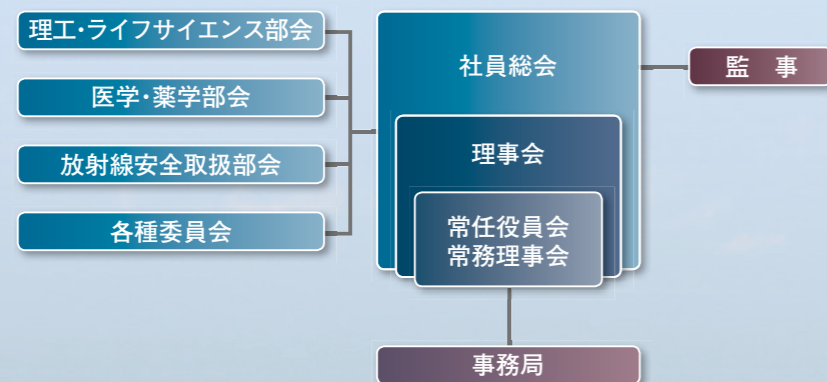 理工・ライフサイエンス部会
医学・薬学部会
放射線安全取扱部会
各種委員会
社員総会
理事会
常任役員会
常務理事会
監　事
事務局